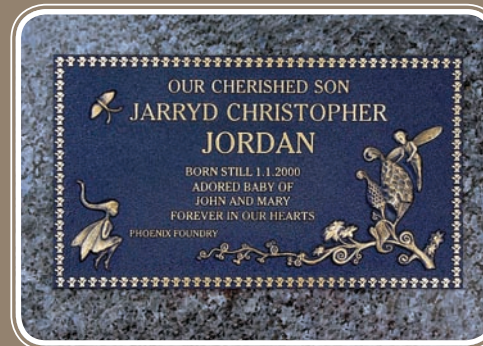 OUR CHERISHED SON
JARRYD CHRISTOPHER
JORDAN
BORN STILL 1.1.2000
ADORED BABY OF
JOHN AND MARY
FOREVER IN OUR HEARTS
PHOENIX FOUNDRY